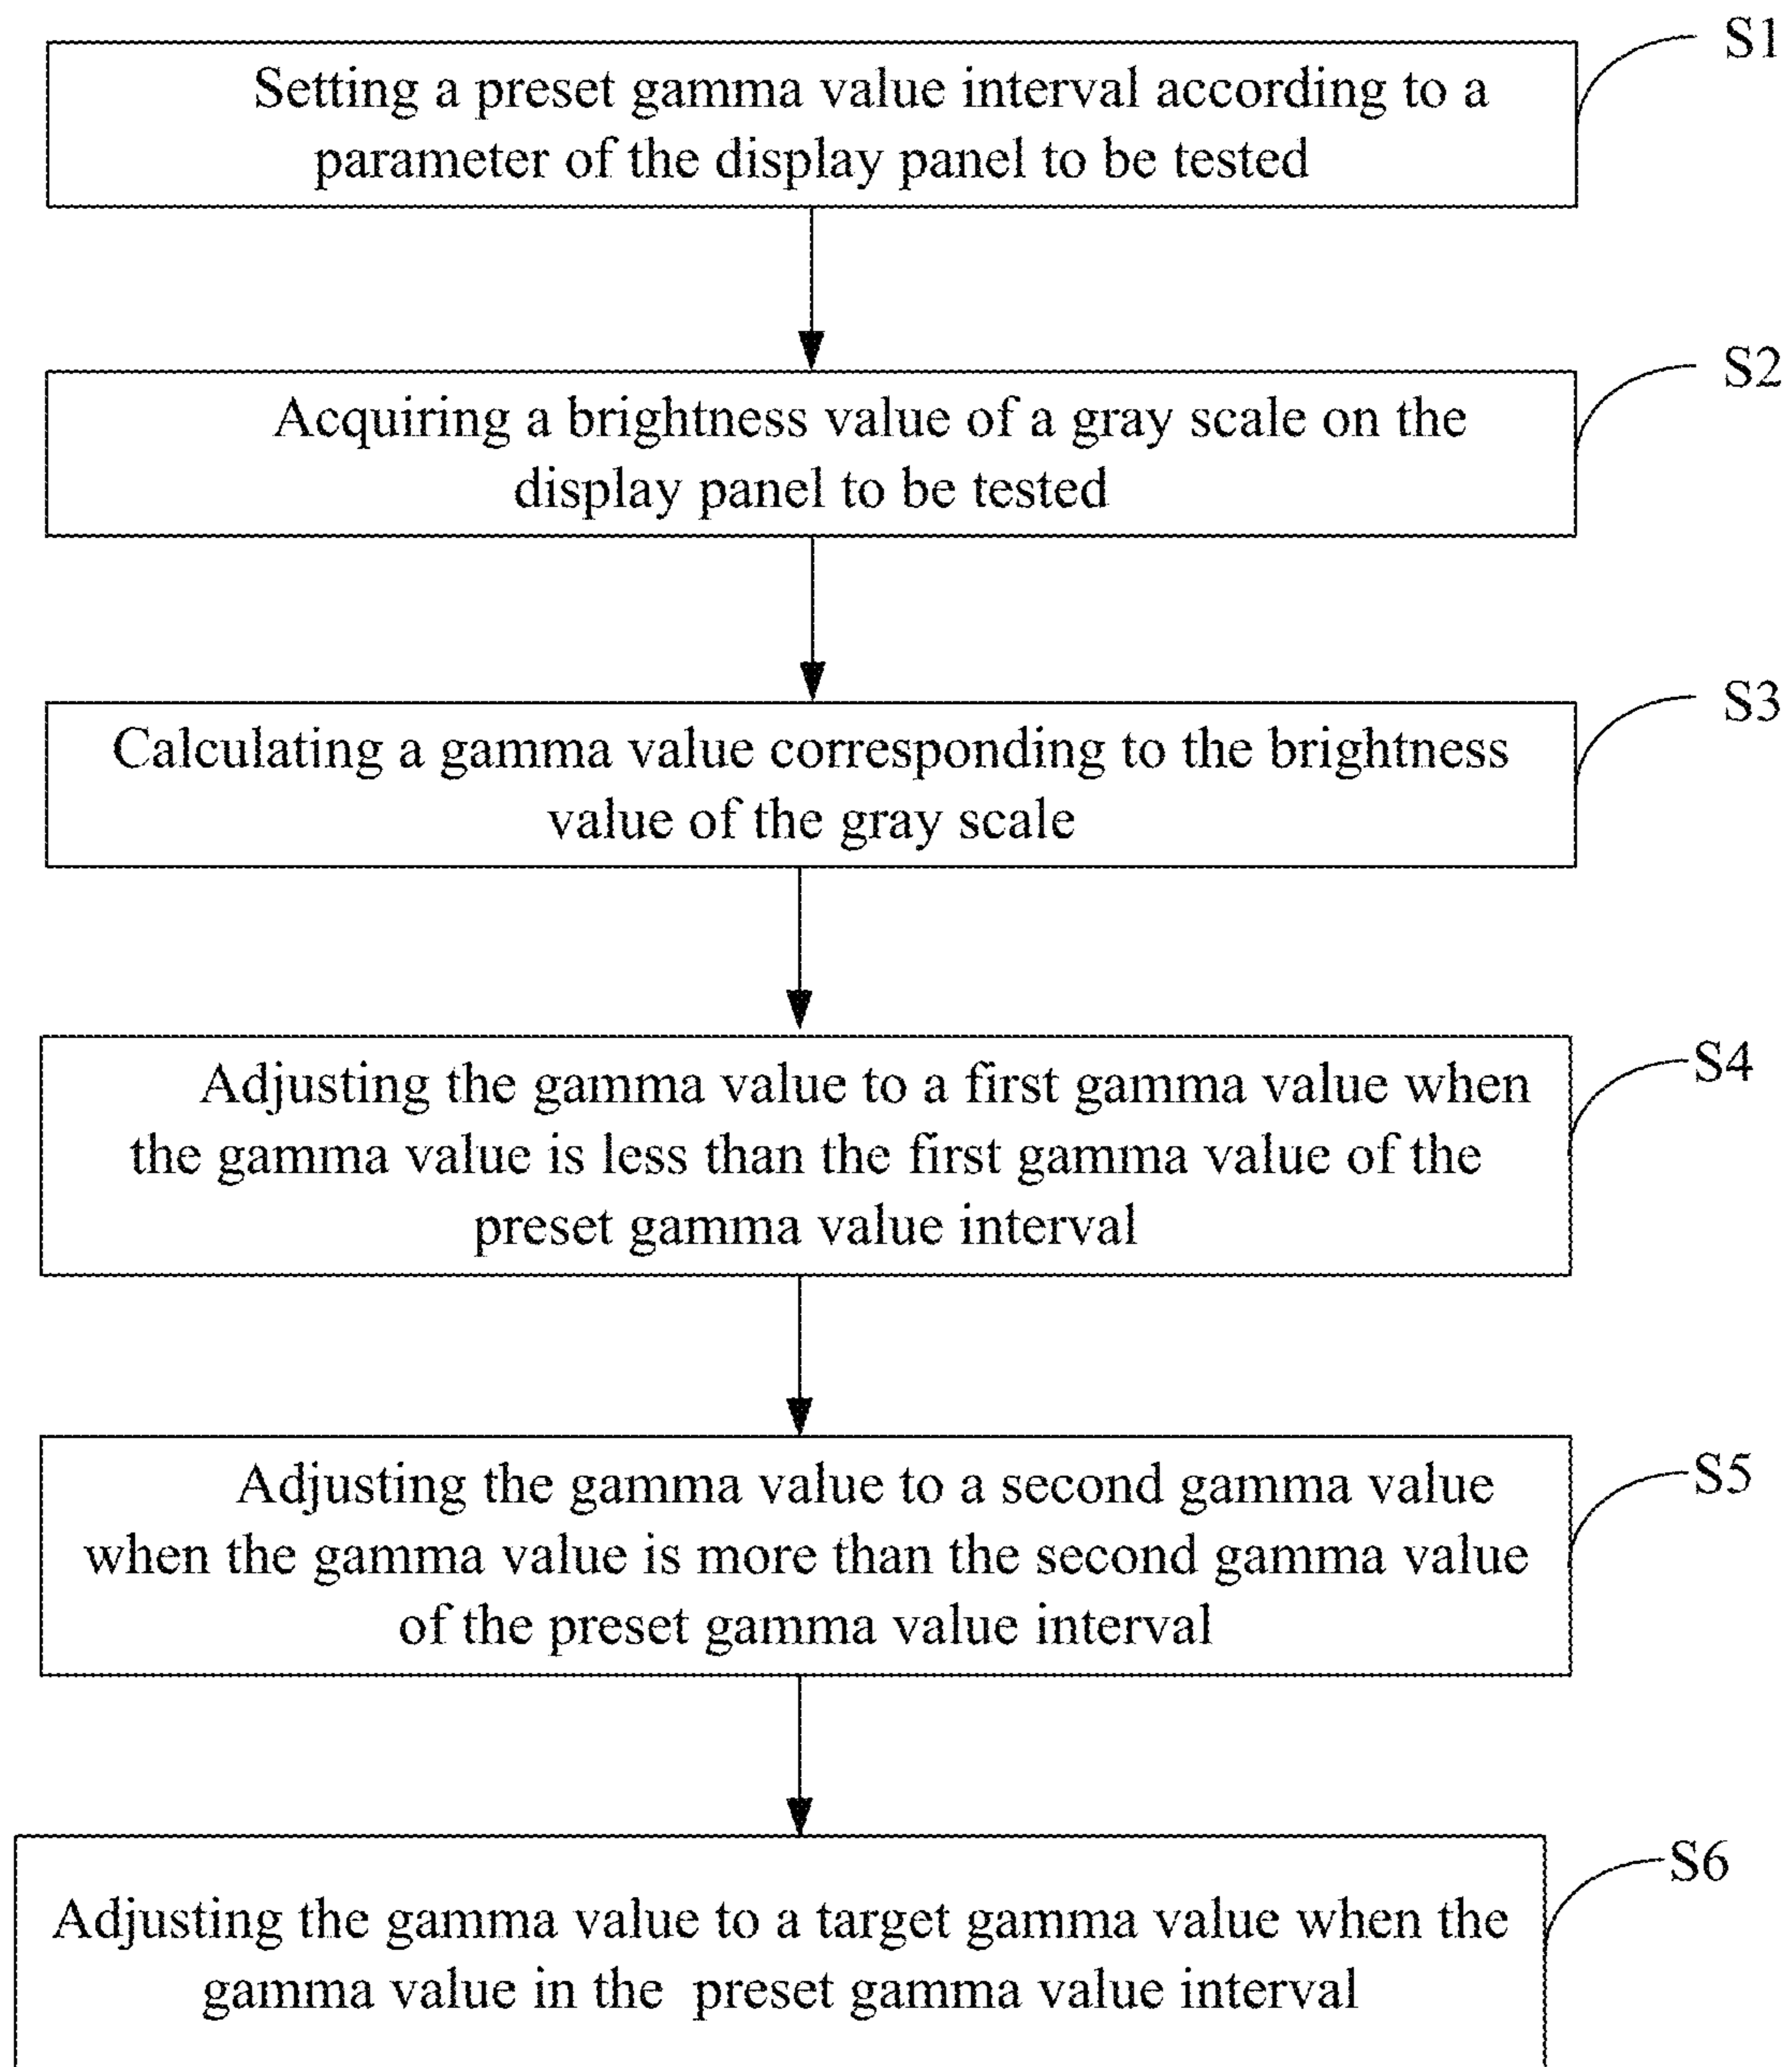 S1
Setting a preset gamma value interval according to a
parameter of the display panel to be tested
S2
Acquiring a brightness value of a gray scale on the
display panel to be tested
S3
Calculating a gamma value corresponding to the brightness
value of the gray scale
S4
Adjusting the gamma value to a first gamma value when
the gamma value is less than the first gamma value of the
preset gamma value interval
S5
Adjusting the gamma value to a second gamma value
when the gamma value is more than the second gamma value
of the preset gamma value interval
S6
Adjusting the gamma value to a target gamma value when the
gamma value in the preset gamma value interval